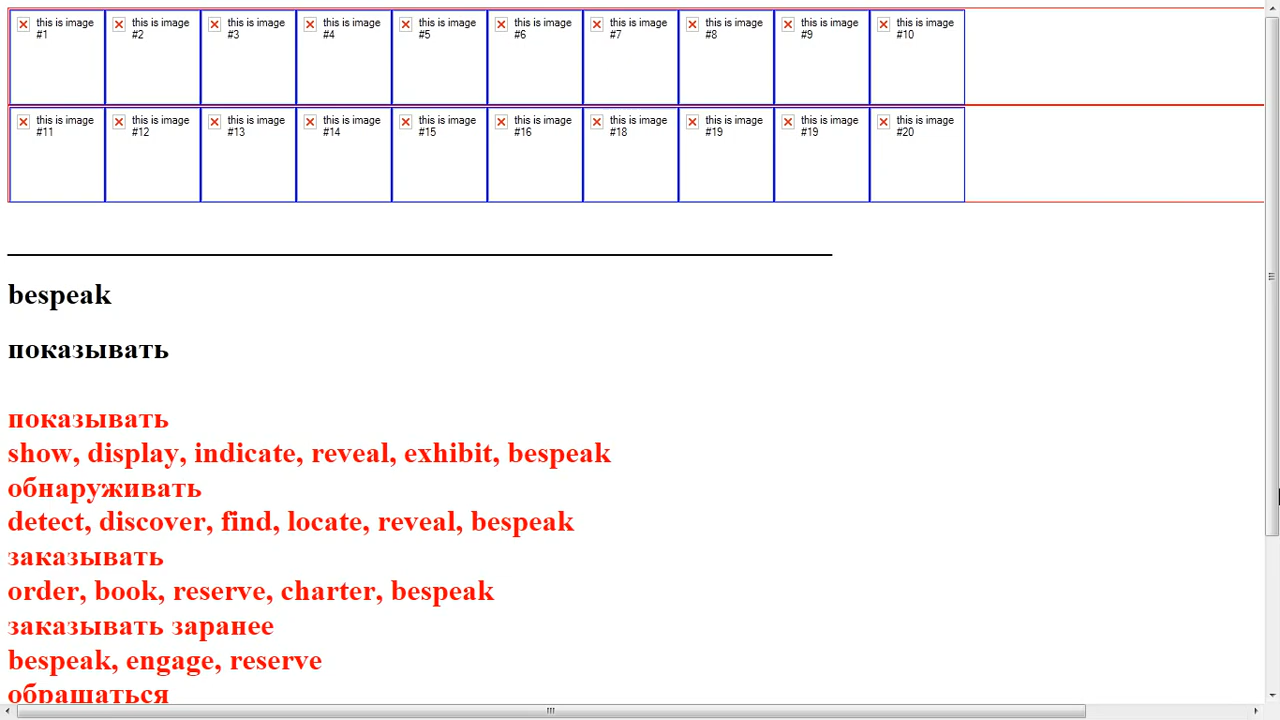 this is image #1 this is image #2 this is image #3 this is image #4 this is image #5 this is image #6 this is image #7 this is image #8 this is image #9 this is image #10
this is image #11 this is image #12 this is image #13 this is image #14 this is image #15 this is image #16 this is image #18 this is image #19 this is image #19 this is image #20
bespeak
показывать
показывать
show, display, indicate, reveal, exhibit, bespeak
обнаруживать
detect, discover, find, locate, reveal, bespeak
заказывать
order, book, reserve, charter, bespeak
заказывать заранее
bespeak, engage, reserve
обращаться